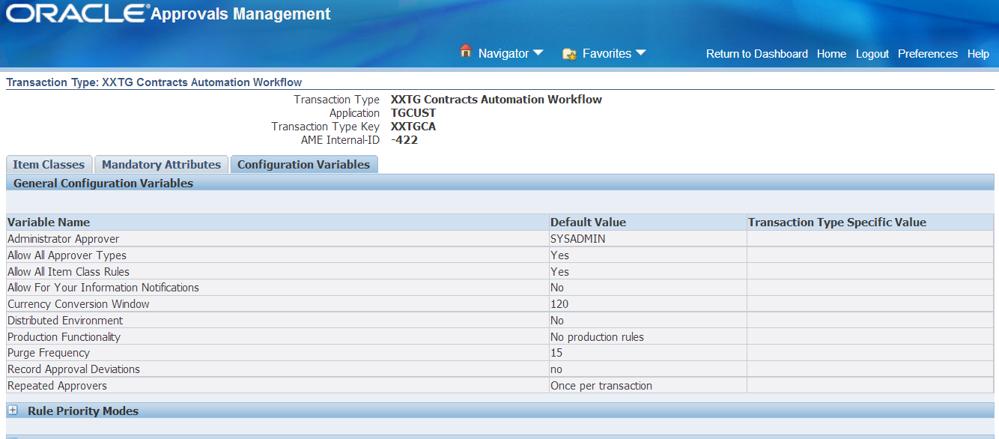 ORACLE® Approvals Management
Navigator Favorites Return to Dashboard Home Logout Preferences Help
Transaction Type: XXTG Contracts Automation Workflow
Transaction Type XXTG Contracts Automation Workflow
Application TGCUST
Transaction Type Key XXTGCA
AME Internal-ID -422
Item Classes Mandatory Attributes Configuration Variables
General Configuration Variables
Variable Name Default Value Transaction Type Specific Value
Administrator Approver SYSADMIN
Allow All Approver Types Yes
Allow All Item Class Rules Yes
Allow For Your Information Notifications No
Currency Conversion Window 120
Distributed Environment No
Production Functionality No production rules
Purge Frequency 15
Record Approval Deviations no
Repeated Approvers Once per transaction
Rule Priority Modes